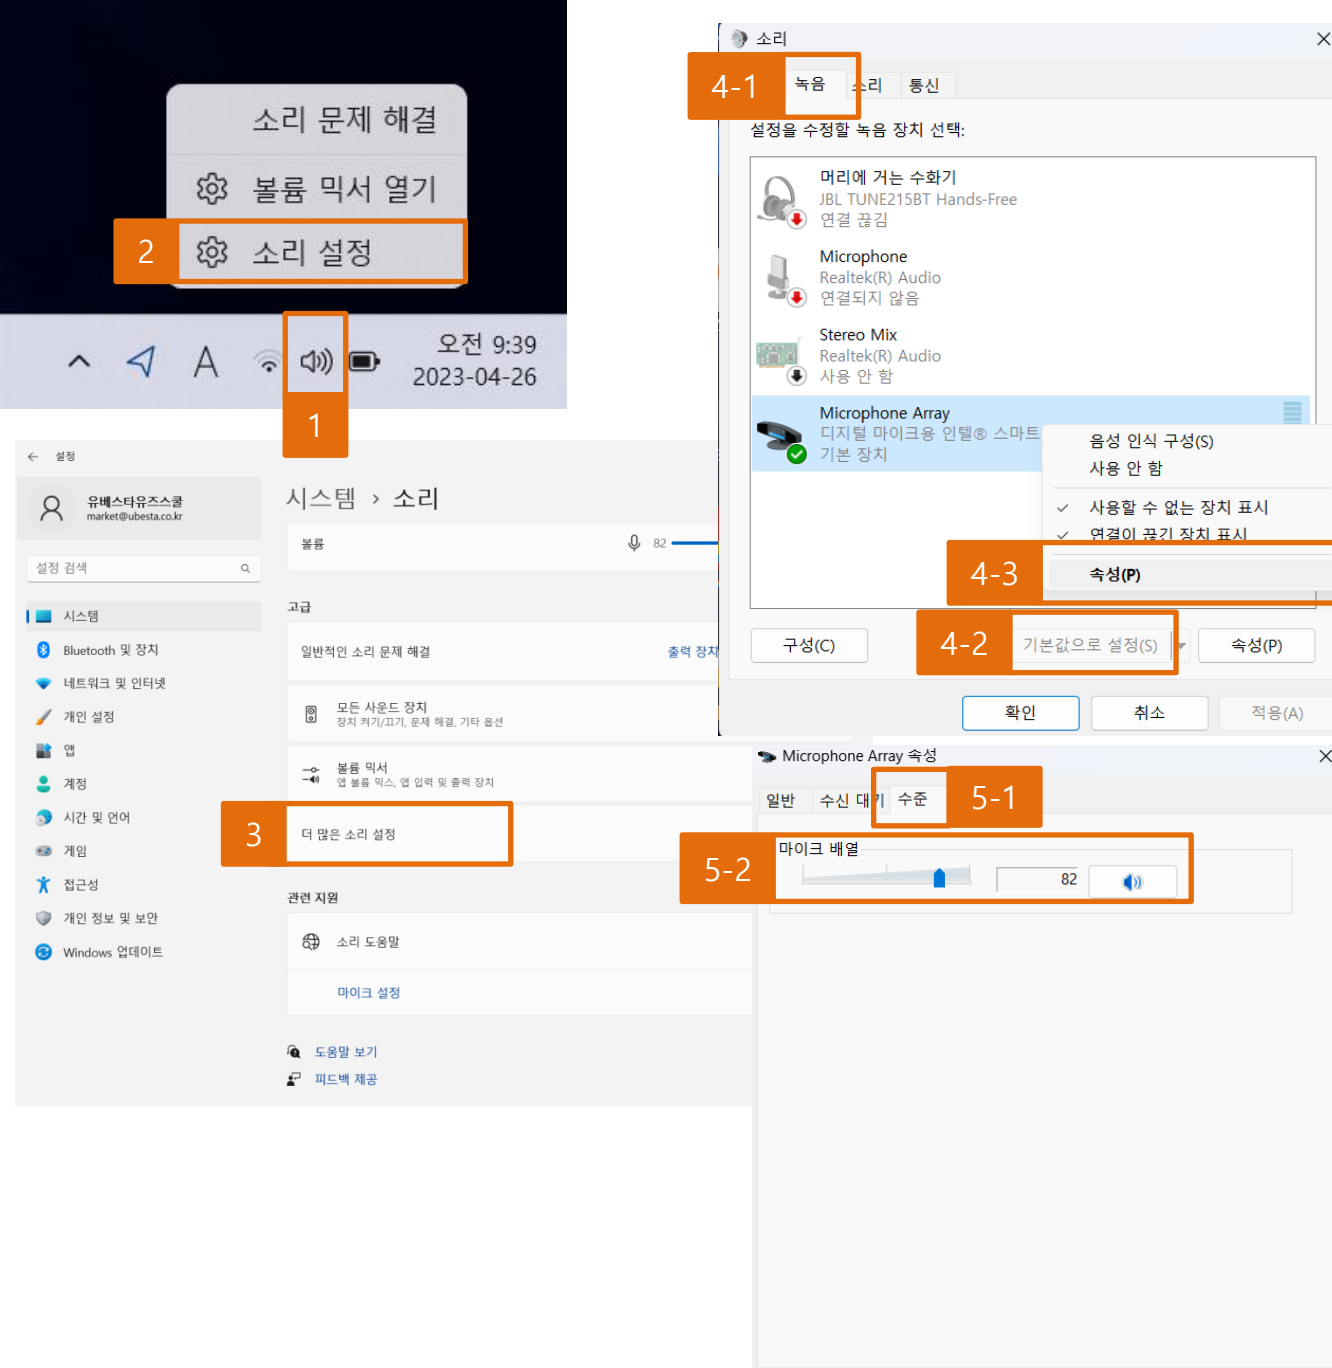 소리 문제 해결
볼륨 믹서 열기
2
소리 설정
A
오전 9:39
2023-04-26
1
설정
유베스타유즈스쿨
market@ubesta.co.kr
설정 검색
시스템
Bluetooth 및 장치
네트워크 및 인터넷
개인 설정
앱
계정
시간 및 언어
게임
접근성
개인 정보 및 보안
Windows 업데이트
시스템 > 소리
볼륨
82
고급
일반적인 소리 문제 해결
출력 장치
모든 사운드 장치
장치 켜기/끄기, 문제 해결, 기타 옵션
볼륨 믹서
앱 볼륨 믹스, 앱 입력 및 출력 장치
3
더 많은 소리 설정
관련 지원
소리 도움말
마이크 설정
도움말 보기
피드백 제공
소리
4-1
녹음
소리
통신
설정을 수정할 녹음 장치 선택:
머리에 거는 수화기
JBL TUNE215BT Hands-Free
연결 끊김
Microphone
Realtek(R) Audio
연결되지 않음
Stereo Mix
Realtek(R) Audio
사용 안 함
Microphone Array
디지털 마이크용 인텔® 스마트
기본 장치
음성 인식 구성(S)
사용 안 함
사용할 수 없는 장치 표시
연결이 끊긴 장치 표시
4-3
속성(P)
구성(C)
4-2
기본값으로 설정(S)
속성(P)
확인
취소
적용(A)
Microphone Array 속성
일반
수신 대기
수준
5-1
5-2
마이크 배열
82